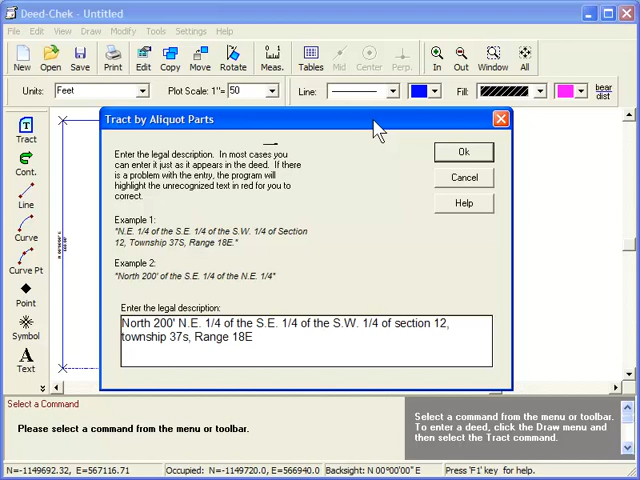 Deed-Chek - Untitled
File Edit View Draw Modify Tools Settings Help
New Open Save Print Edit Copy Move Rotate Meas. Tables Mid Center Perp. In Out Window All
Units: Feet Plot Scale: 1"= 50 Line: Fill: bear dist
Tract by Aliquot Parts
Enter the legal description. In most cases you
can enter it just as it appears in the deed. If there
is a problem with the entry, the program will
highlight the unrecognized text in red for you to
correct.
Ok
Cancel
Help
Example 1:
"N.E. 1/4 of the S.E. 1/4 of the S.W. 1/4 of Section
12, Township 37S, Range 18E."
Example 2:
"North 200' of the S.E. 1/4 of the N.E. 1/4"
Enter the legal description:
North 200' N.E. 1/4 of the S.E. 1/4 of the S.W. 1/4 of section 12,
township 37s, Range 18E
Tract
Cont.
Line
Curve
Curve Pt
Point
Symbol
Text
Select a Command
Please select a command from the menu or toolbar.
Select a command from the menu or toolbar.
To enter a deed, click the Draw menu and
then select the Tract command.
N=-1149692.32, E=567116.71 Occupied: N=-1149720.0, E=566940.0 Backsight: N 00°00'00" E Press 'F1' key for help.